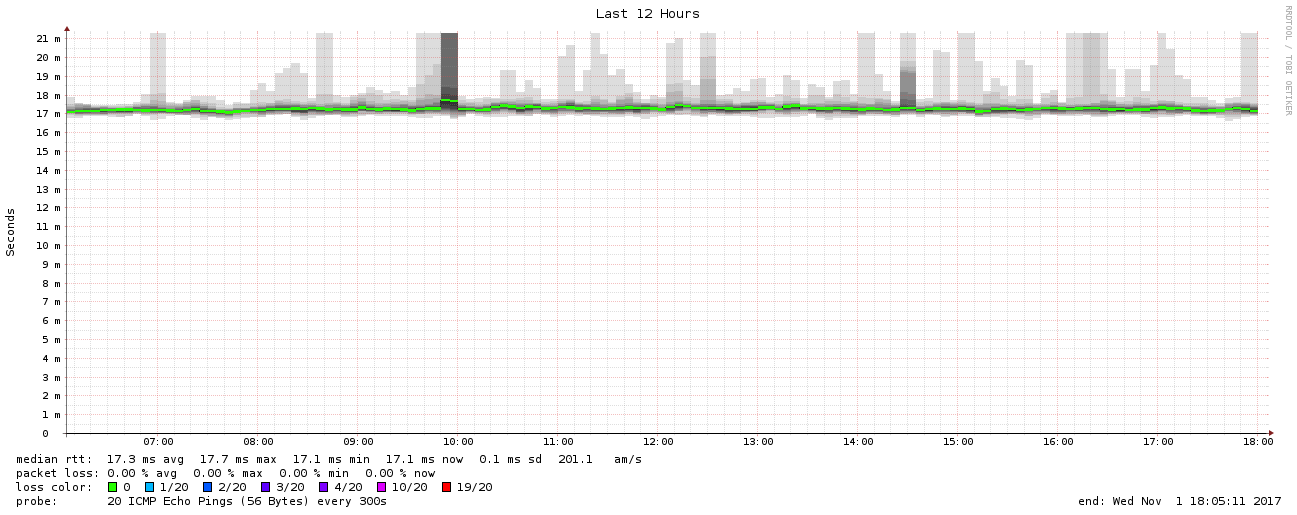 Last 12 Hours
RRDTOOL / TOBI OETIKER
Seconds
21 m
20 m
19 m
18 m
17 m
16 m
15 m
14 m
13 m
12 m
11 m
10 m
9 m
8 m
7 m
6 m
5 m
4 m
3 m
2 m
1 m
0
07:00 08:00 09:00 10:00 11:00 12:00 13:00 14:00 15:00 16:00 17:00 18:00
median rtt: 17.3 ms avg 17.7 ms max 17.1 ms min 17.1 ms now 0.1 ms sd 201.1 am/s
packet loss: 0.00 % avg 0.00 % max 0.00 % min 0.00 % now
loss color: 0 1/20 2/20 3/20 4/20 10/20 19/20
probe: 20 ICMP Echo Pings (56 Bytes) every 300s end: Wed Nov 1 18:05:11 2017